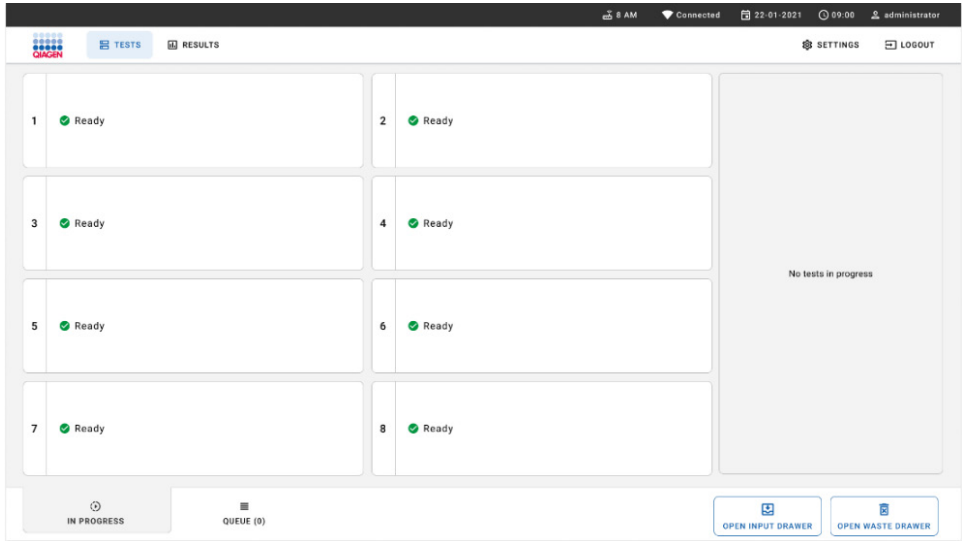 8 AM Connected 22-01-2021 09:00 administrator
QIAGEN TESTS RESULTS SETTINGS LOGOUT
1 Ready
2 Ready
3 Ready
4 Ready
No tests in progress
5 Ready
6 Ready
7 Ready
8 Ready
IN PROGRESS
QUEUE (0)
OPEN INPUT DRAWER
OPEN WASTE DRAWER